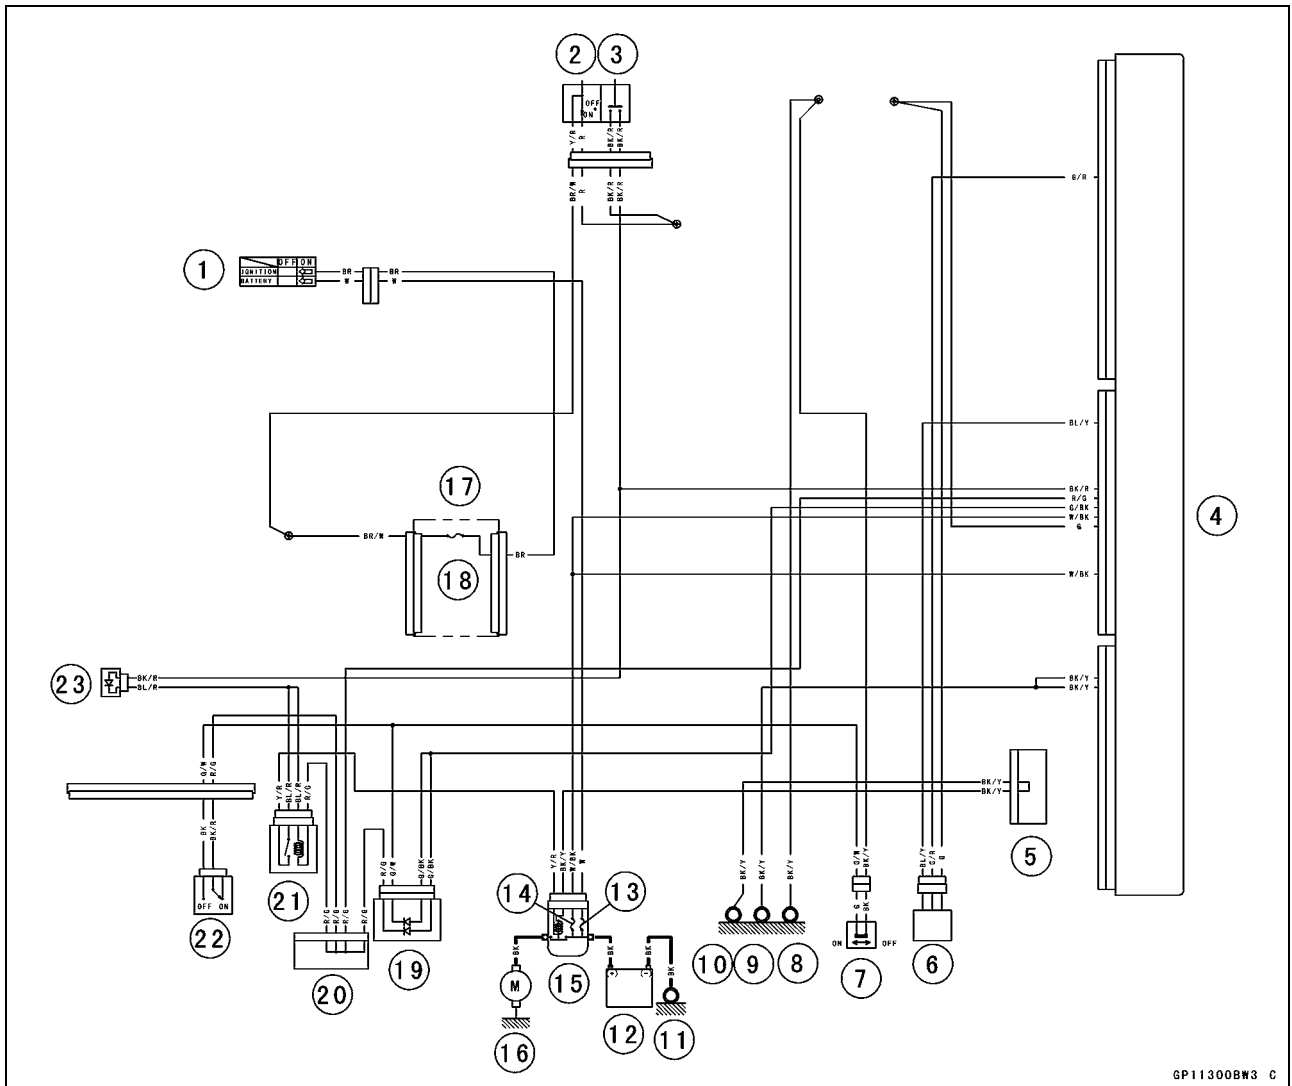 2 3
OFF
ON
Y/R R BK/R BK/R
BR/W R BK/R BK/R
G/R
1
OFF ON
IGNITION
BATTERY
BR BR
W W
BL/Y
17
BK/R
R/G
G/BK
W/BK
G
4
BR/W
BR
18
W/BK
23
BK/R
BL/R
BK/Y
BK/Y
G/W R/G
Y/R BL/R BL/R R/G
BK/Y
BK/Y
5
BK BK/R
R/G G/W G/BK G/BK
Y/R BK/Y W/BK W
BK/Y BK/Y BK/Y
G/W BK/Y
BL/Y G/R G
OFF ON
21
14 13
G BK
22
R/G R/G R/G R/G
BK
BK BK BK
(+) (-)
ON OFF
19
20
15
10 9 8
7
6
M
12
11
16
GP11300BW3 C